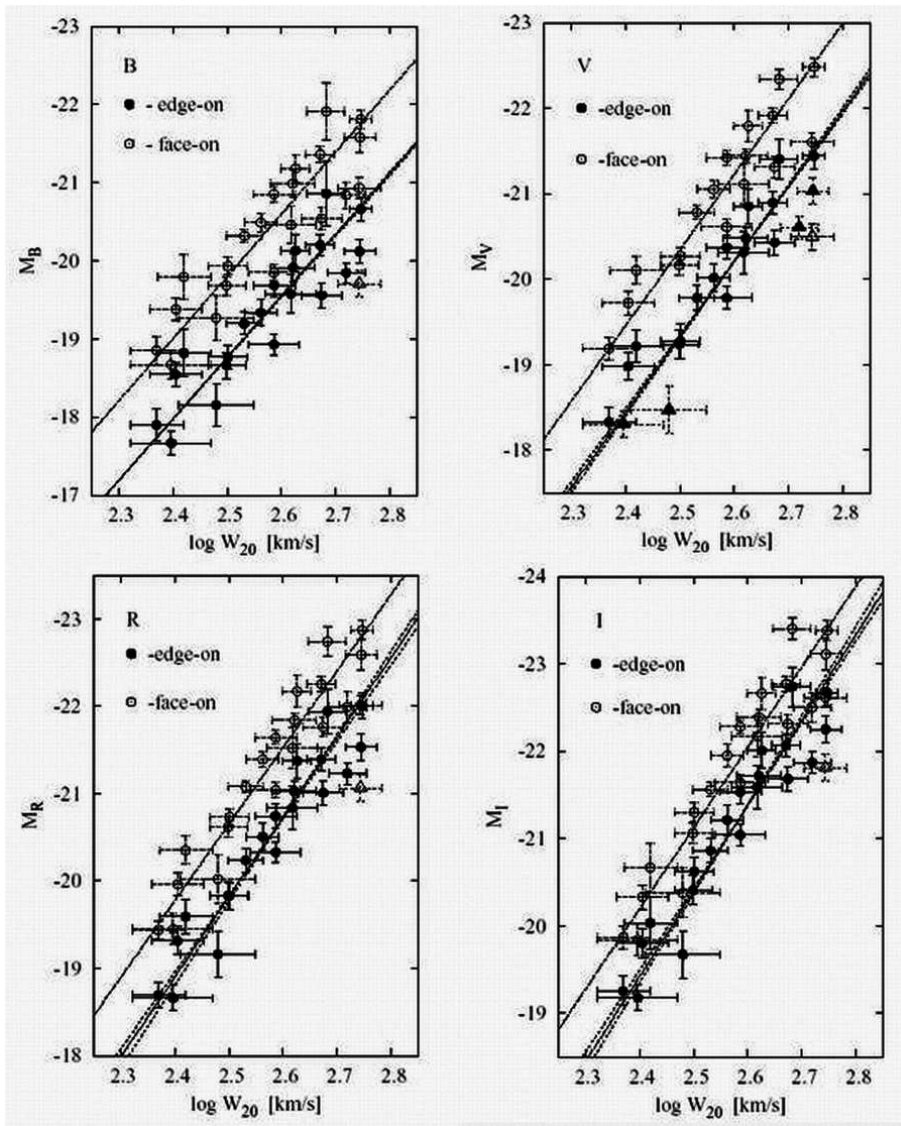 B
- edge-on
- face-on
-23
-22
-21
-20
-19
-18
-17
M_B
2.3 2.4 2.5 2.6 2.7 2.8
log W_20 [km/s]
V
-edge-on
-face-on
-23
-22
-21
-20
-19
-18
M_V
2.3 2.4 2.5 2.6 2.7 2.8
log W_20 [km/s]
R
-edge-on
-face-on
-23
-22
-21
-20
-19
-18
M_R
2.3 2.4 2.5 2.6 2.7 2.8
log W_20 [km/s]
I
-edge-on
-face-on
-24
-23
-22
-21
-20
-19
M_I
2.3 2.4 2.5 2.6 2.7 2.8
log W_20 [km/s]